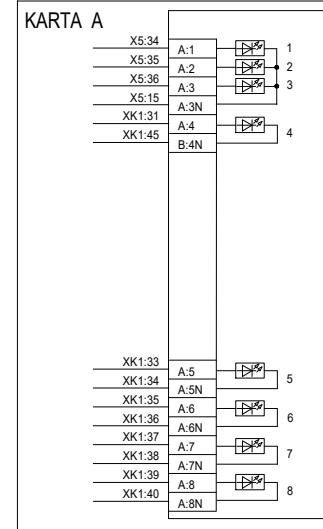 KARTA A
X5:34 A:1 1
X5:35 A:2 2
X5:36 A:3 3
X5:15 A:3N
XK1:31 A:4 4
XK1:45 B:4N
XK1:33 A:5 5
XK1:34 A:5N
XK1:35 A:6 6
XK1:36 A:6N
XK1:37 A:7 7
XK1:38 A:7N
XK1:39 A:8 8
XK1:40 A:8N